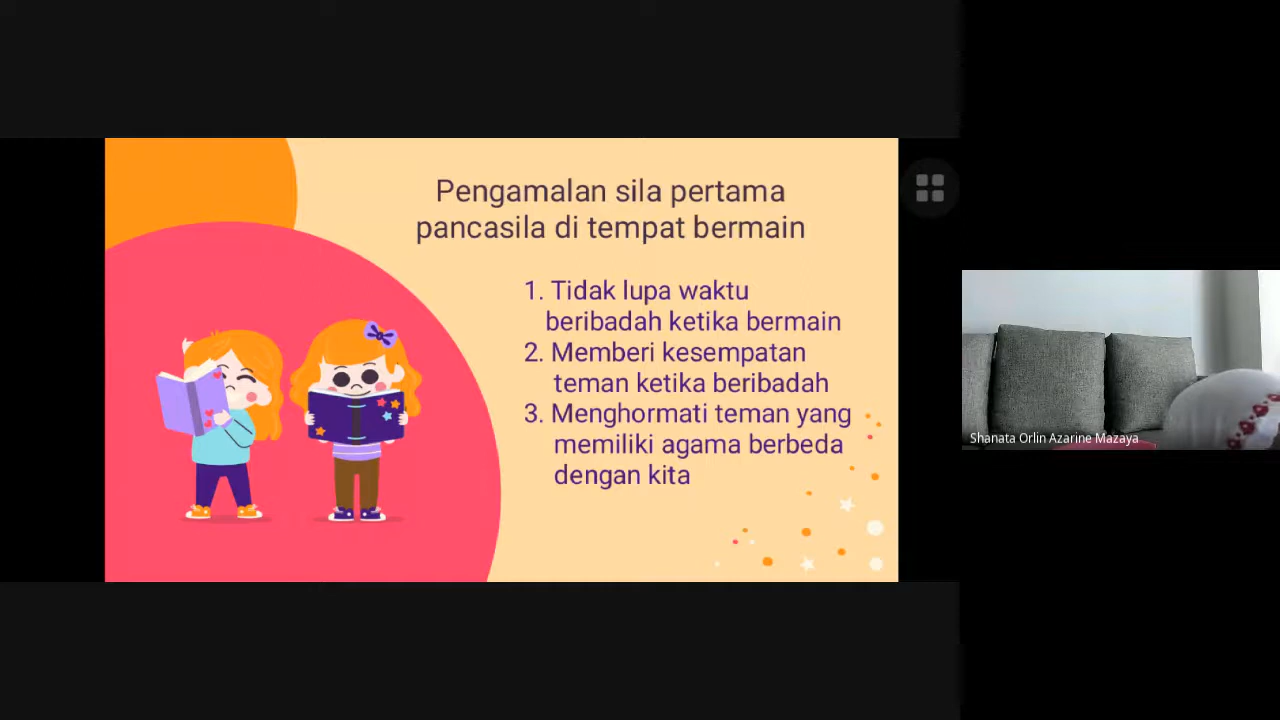 Pengamalan sila pertama
pancasila di tempat bermain
1. Tidak lupa waktu
beribadah ketika bermain
2. Memberi kesempatan
teman ketika beribadah
3. Menghormati teman yang
memiliki agama berbeda
dengan kita
Shanata Orlin Azarine Mazaya